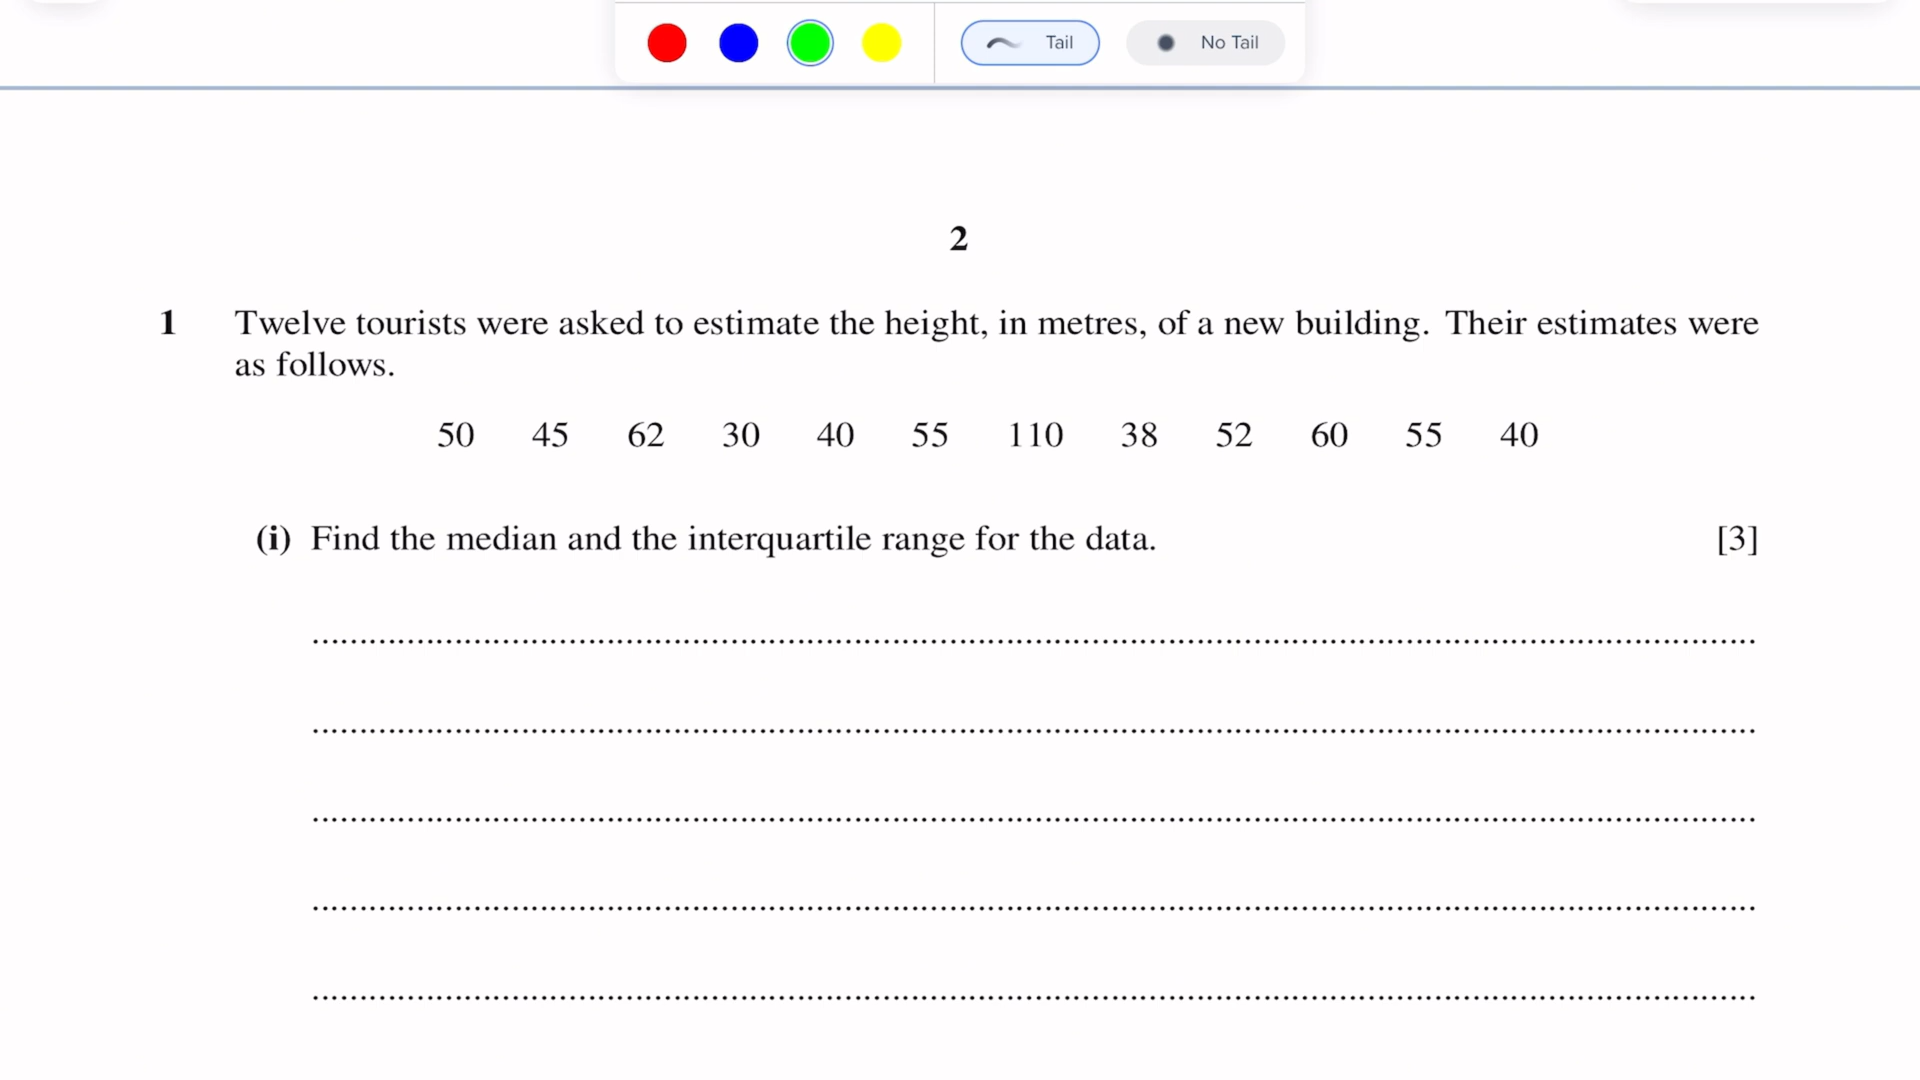 Tail No Tail
2
1 Twelve tourists were asked to estimate the height, in metres, of a new building. Their estimates were
as follows.
50 45 62 30 40 55 110 38 52 60 55 40
(i) Find the median and the interquartile range for the data. [3]